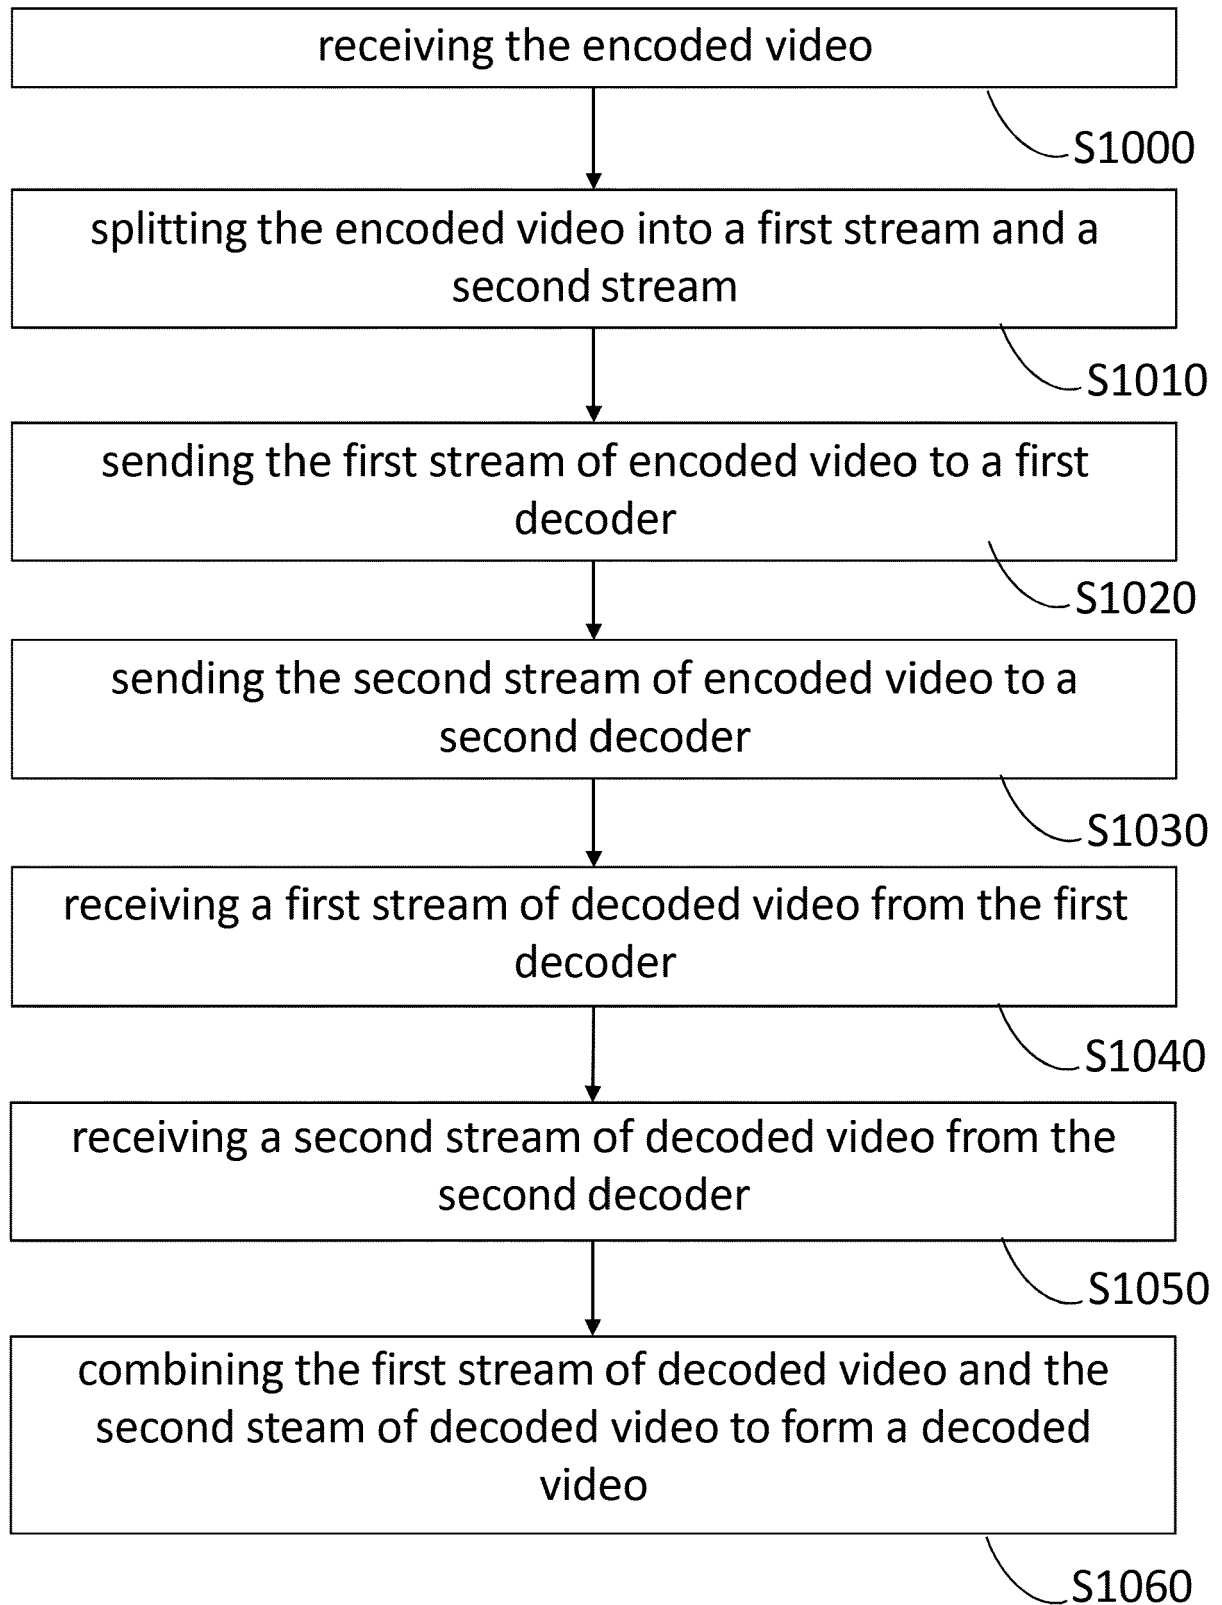 receiving the encoded video
S1000
splitting the encoded video into a first stream and a
second stream
S1010
sending the first stream of encoded video to a first
decoder
S1020
sending the second stream of encoded video to a
second decoder
S1030
receiving a first stream of decoded video from the first
decoder
S1040
receiving a second stream of decoded video from the
second decoder
S1050
combining the first stream of decoded video and the
second steam of decoded video to form a decoded
video
S1060